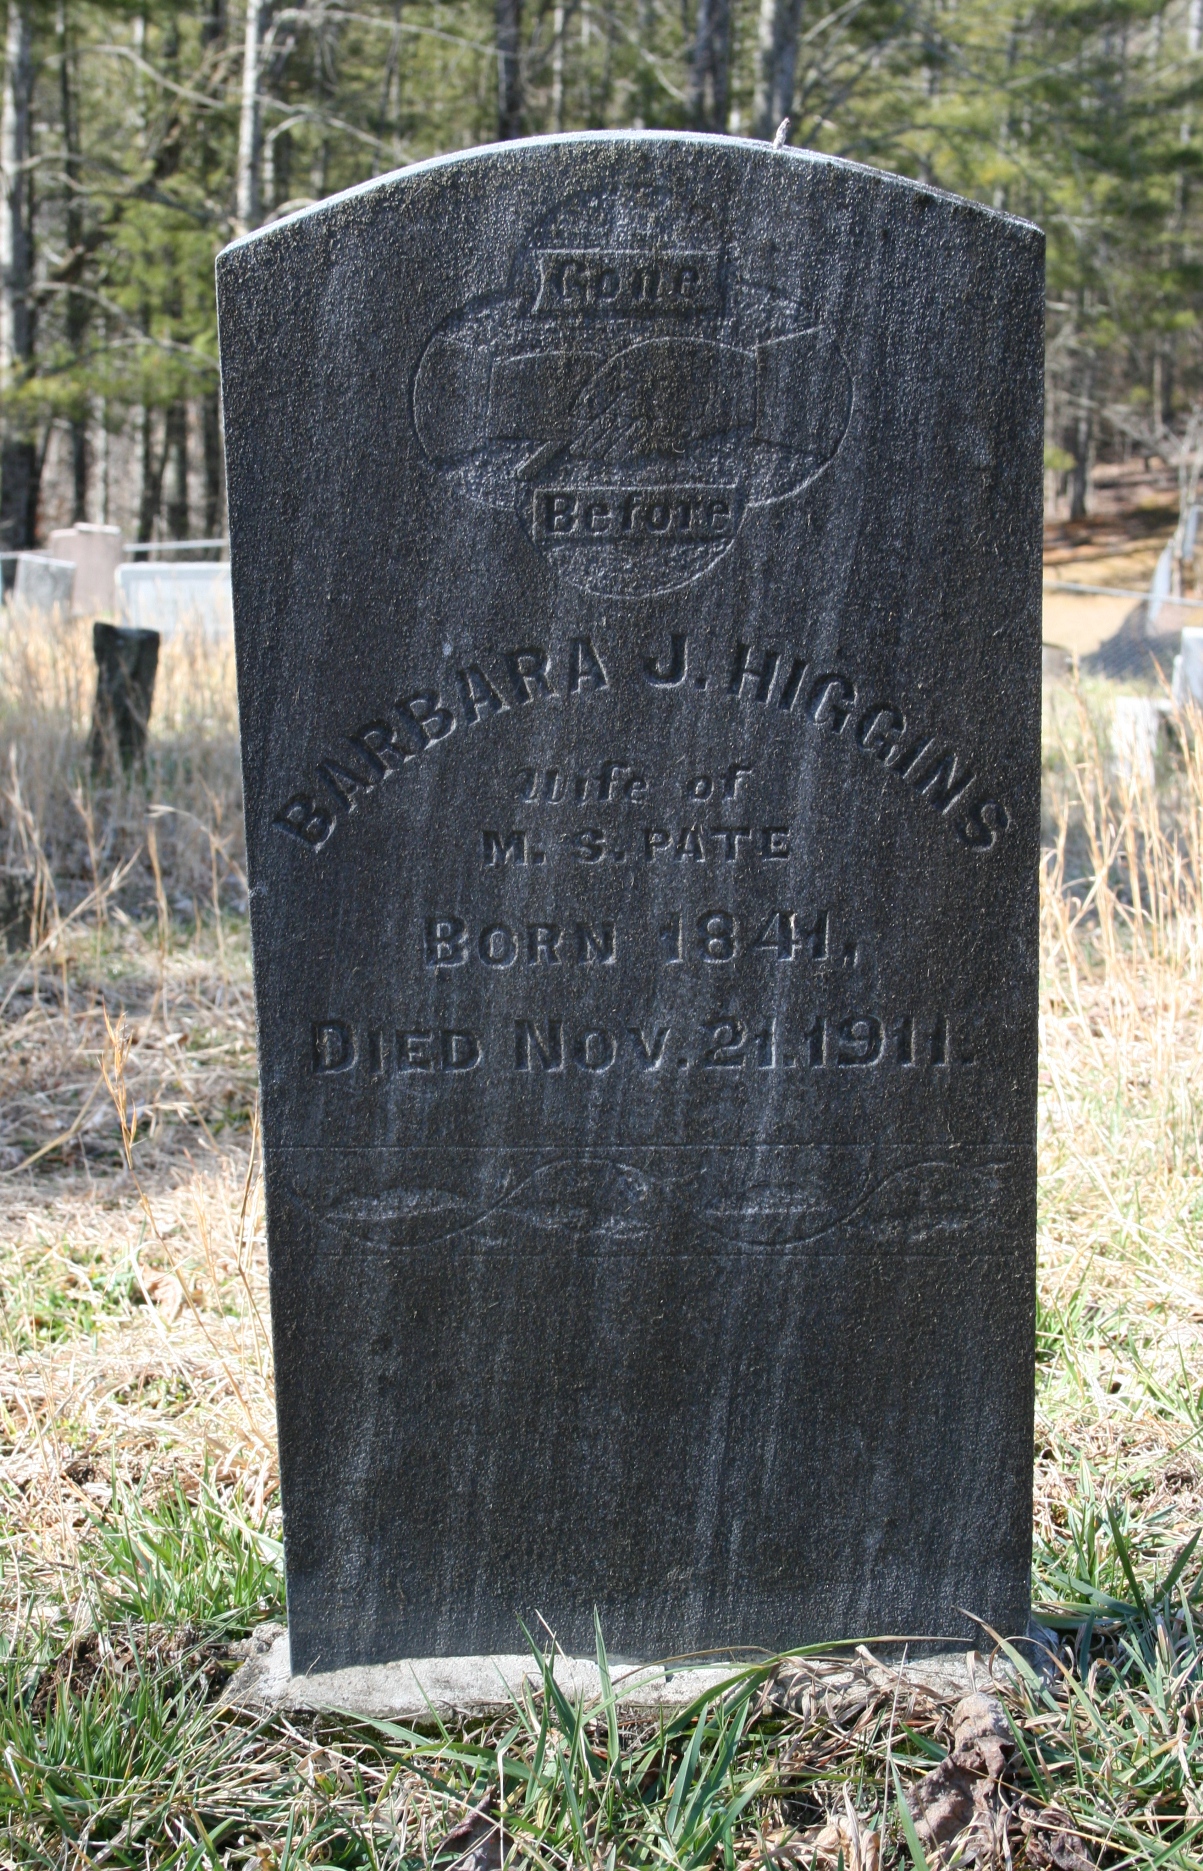 Gone
Before
BARBARA J. HIGGINS
Wife of
M. S. PATE
BORN 1841.
DIED NOV. 21. 1911.